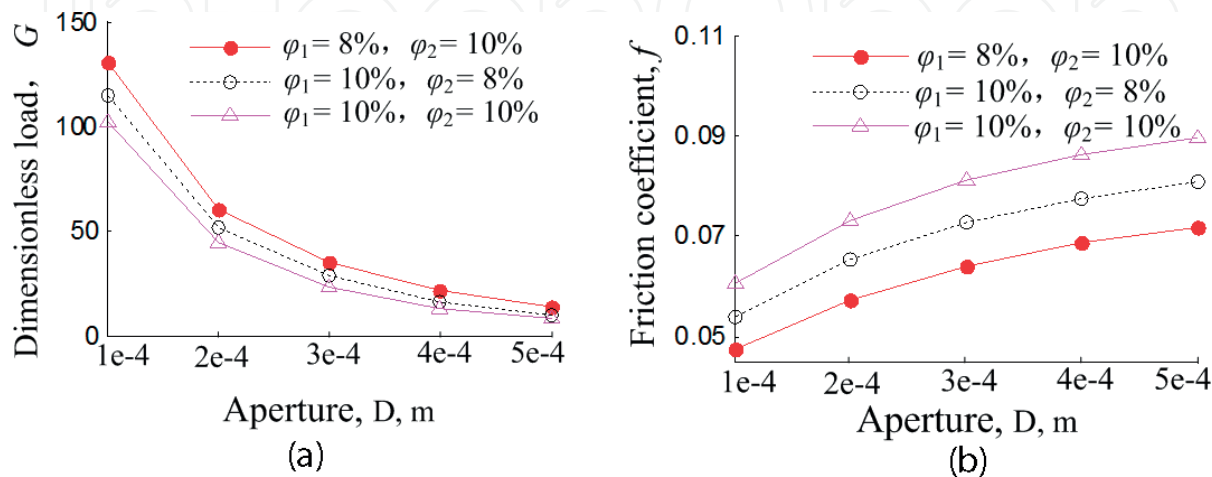 150
100
50
0
Dimensionless load, G
φ1= 8%, φ2= 10%
φ1= 10%, φ2= 8%
φ1= 10%, φ2= 10%
1e-4 2e-4 3e-4 4e-4 5e-4
Aperture, D, m
(a)
0.11
0.09
0.07
0.05
Friction coefficient, f
φ1= 8%, φ2= 10%
φ1= 10%, φ2= 8%
φ1= 10%, φ2= 10%
1e-4 2e-4 3e-4 4e-4 5e-4
Aperture, D, m
(b)